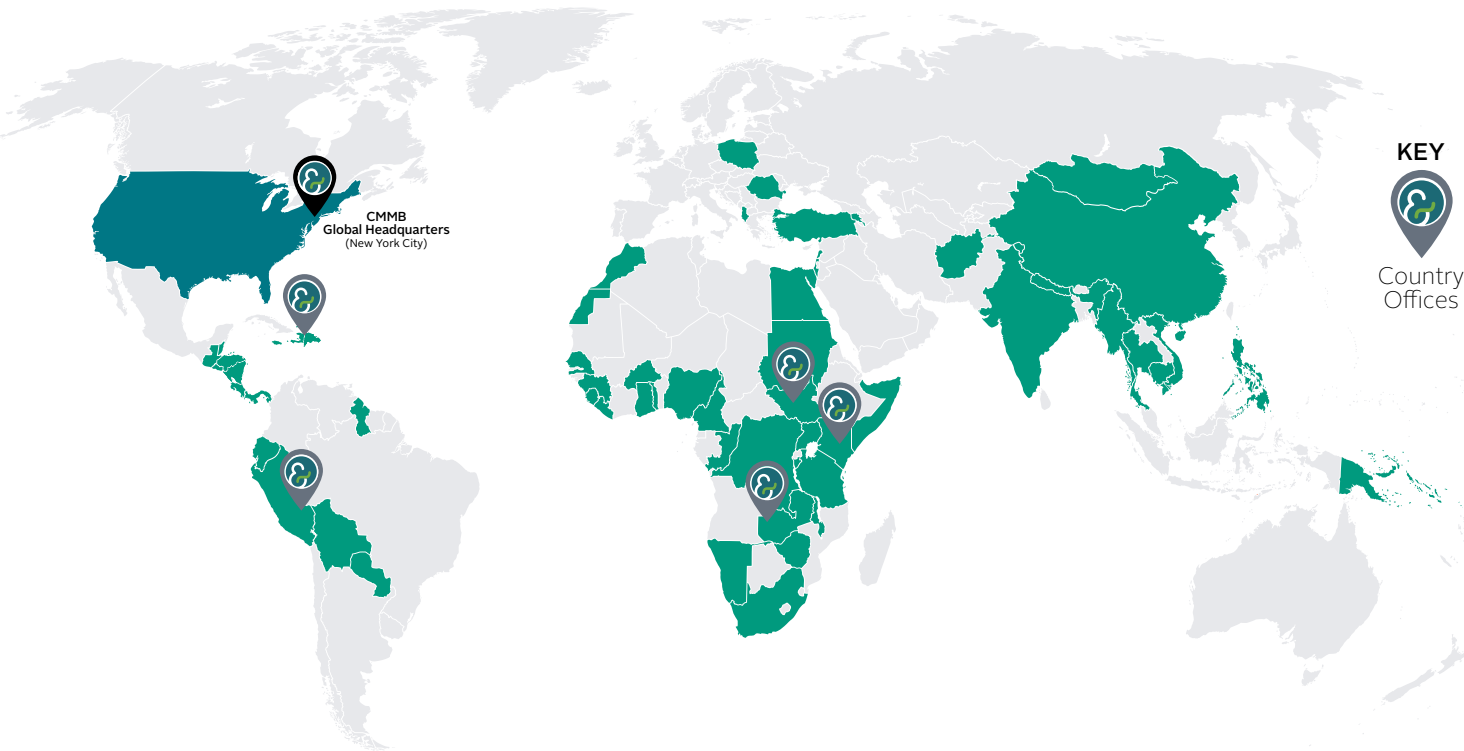 CMMB
Global Headquarters
(New York City)
KEY
Country
Offices